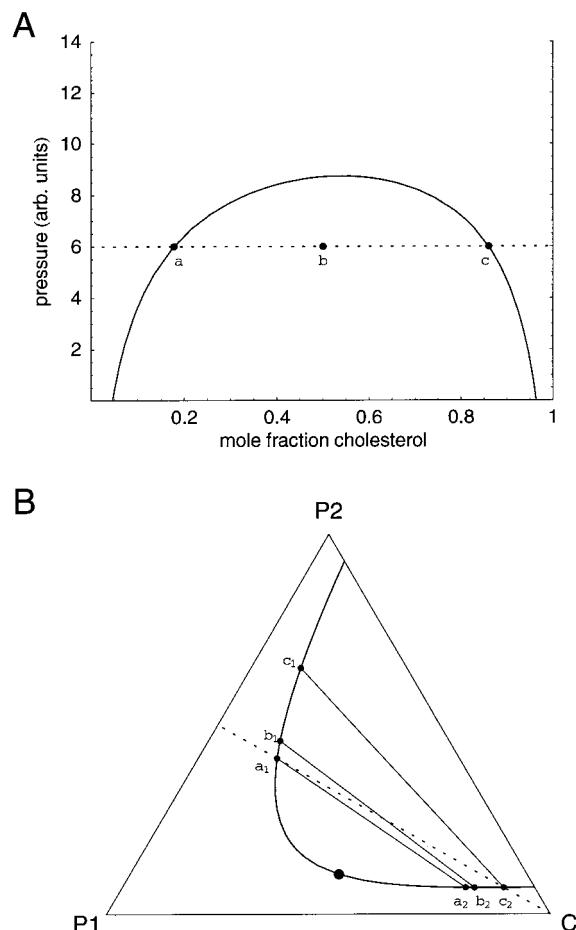 A
14
12
10
8
6
4
2
pressure (arb. units)
a
b
c
0.2
0.4
0.6
0.8
1
mole fraction cholesterol
B
P2
c1
b1
a1
a2 b2 c2
P1
C